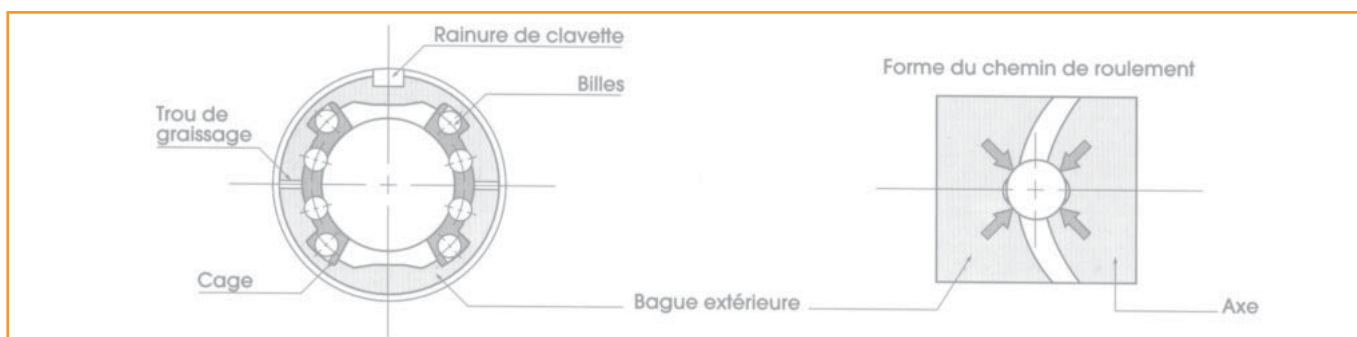 Rainure de clavette
Billes
Trou de
graissage
Cage
Bague extérieure
Forme du chemin de roulement
Axe